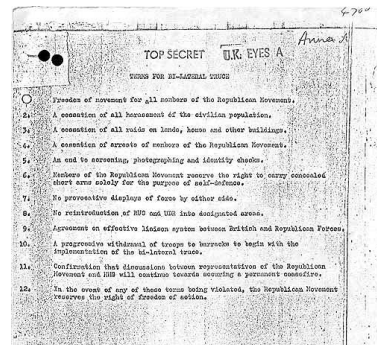 4700
Annex A
TOP SECRET U.K. EYES A
TERMS FOR BI-LATERAL TRUCE
Freedom of movement for all members of the Republican Movement.
2. A cessation of all harassment of the civilian population.
3. A cessation of all raids on lands, homes and other buildings.
4. A cessation of arrests of members of the Republican Movement.
5. An end to screening, photographing and identity checks.
6. Members of the Republican Movement reserve the right to carry concealed
short arms solely for the purpose of self-defence.
7. No provocative displays of force by either side.
8. No reintroduction of RUC and UDR into designated areas.
9. Agreement on effective liaison system between British and Republican Forces.
10. A progressive withdrawal of troops to barracks to begin with the
implementation of the bi-lateral truce.
11. Confirmation that discussions between representatives of the Republican
Movement and HMG will continue towards securing a permanent ceasefire.
12. In the event of any of these terms being violated, the Republican Movement
reserves the right of freedom of action.